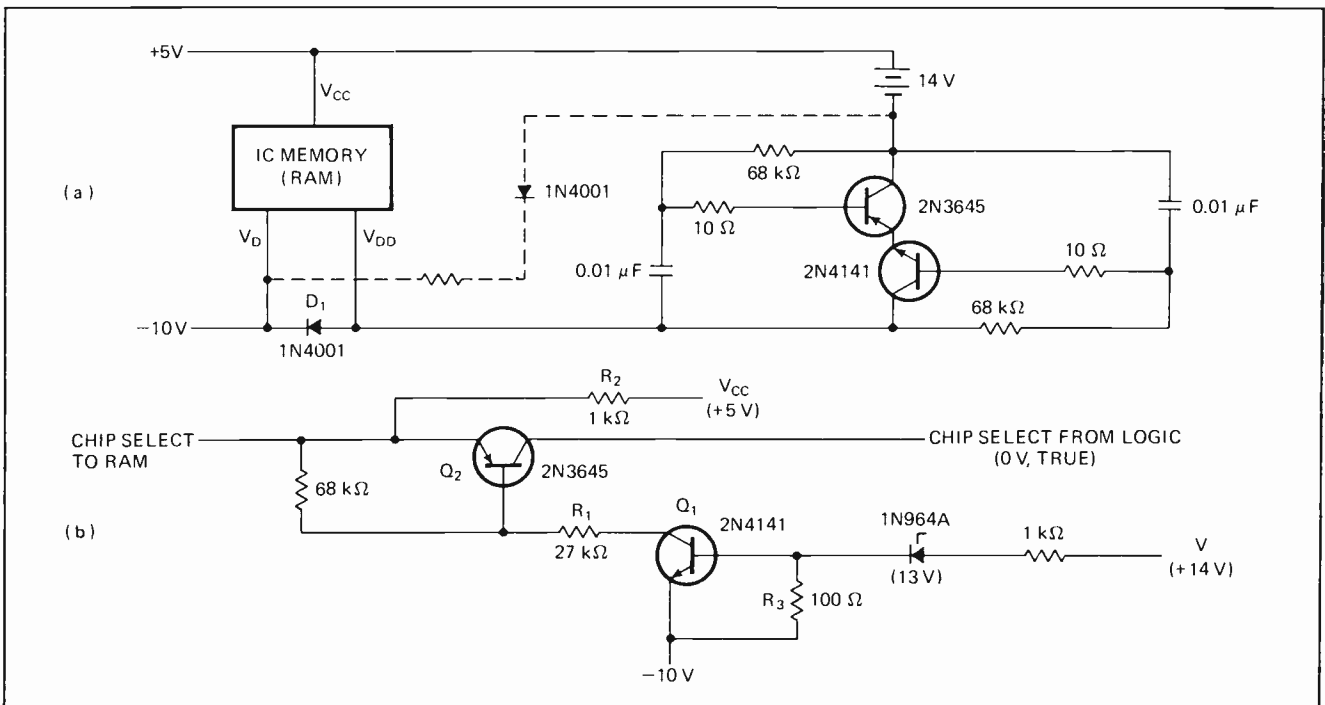 +5V
14 V
VCC
IC MEMORY
(RAM)
(a)
68 kΩ
1N4001
2N3645
0.01 μF
10 Ω
VD
VDD
0.01 μF
2N4141
10 Ω
D1
68 kΩ
−10V
1N4001
R2
VCC
1 kΩ
(+5 V)
CHIP SELECT
TO RAM
CHIP SELECT FROM LOGIC
(0 V, TRUE)
Q2
2N3645
68 kΩ
(b)
R1
27 kΩ
Q1
2N4141
1N964A
(13 V)
1 kΩ
V
(+14 V)
R3
100 Ω
−10 V